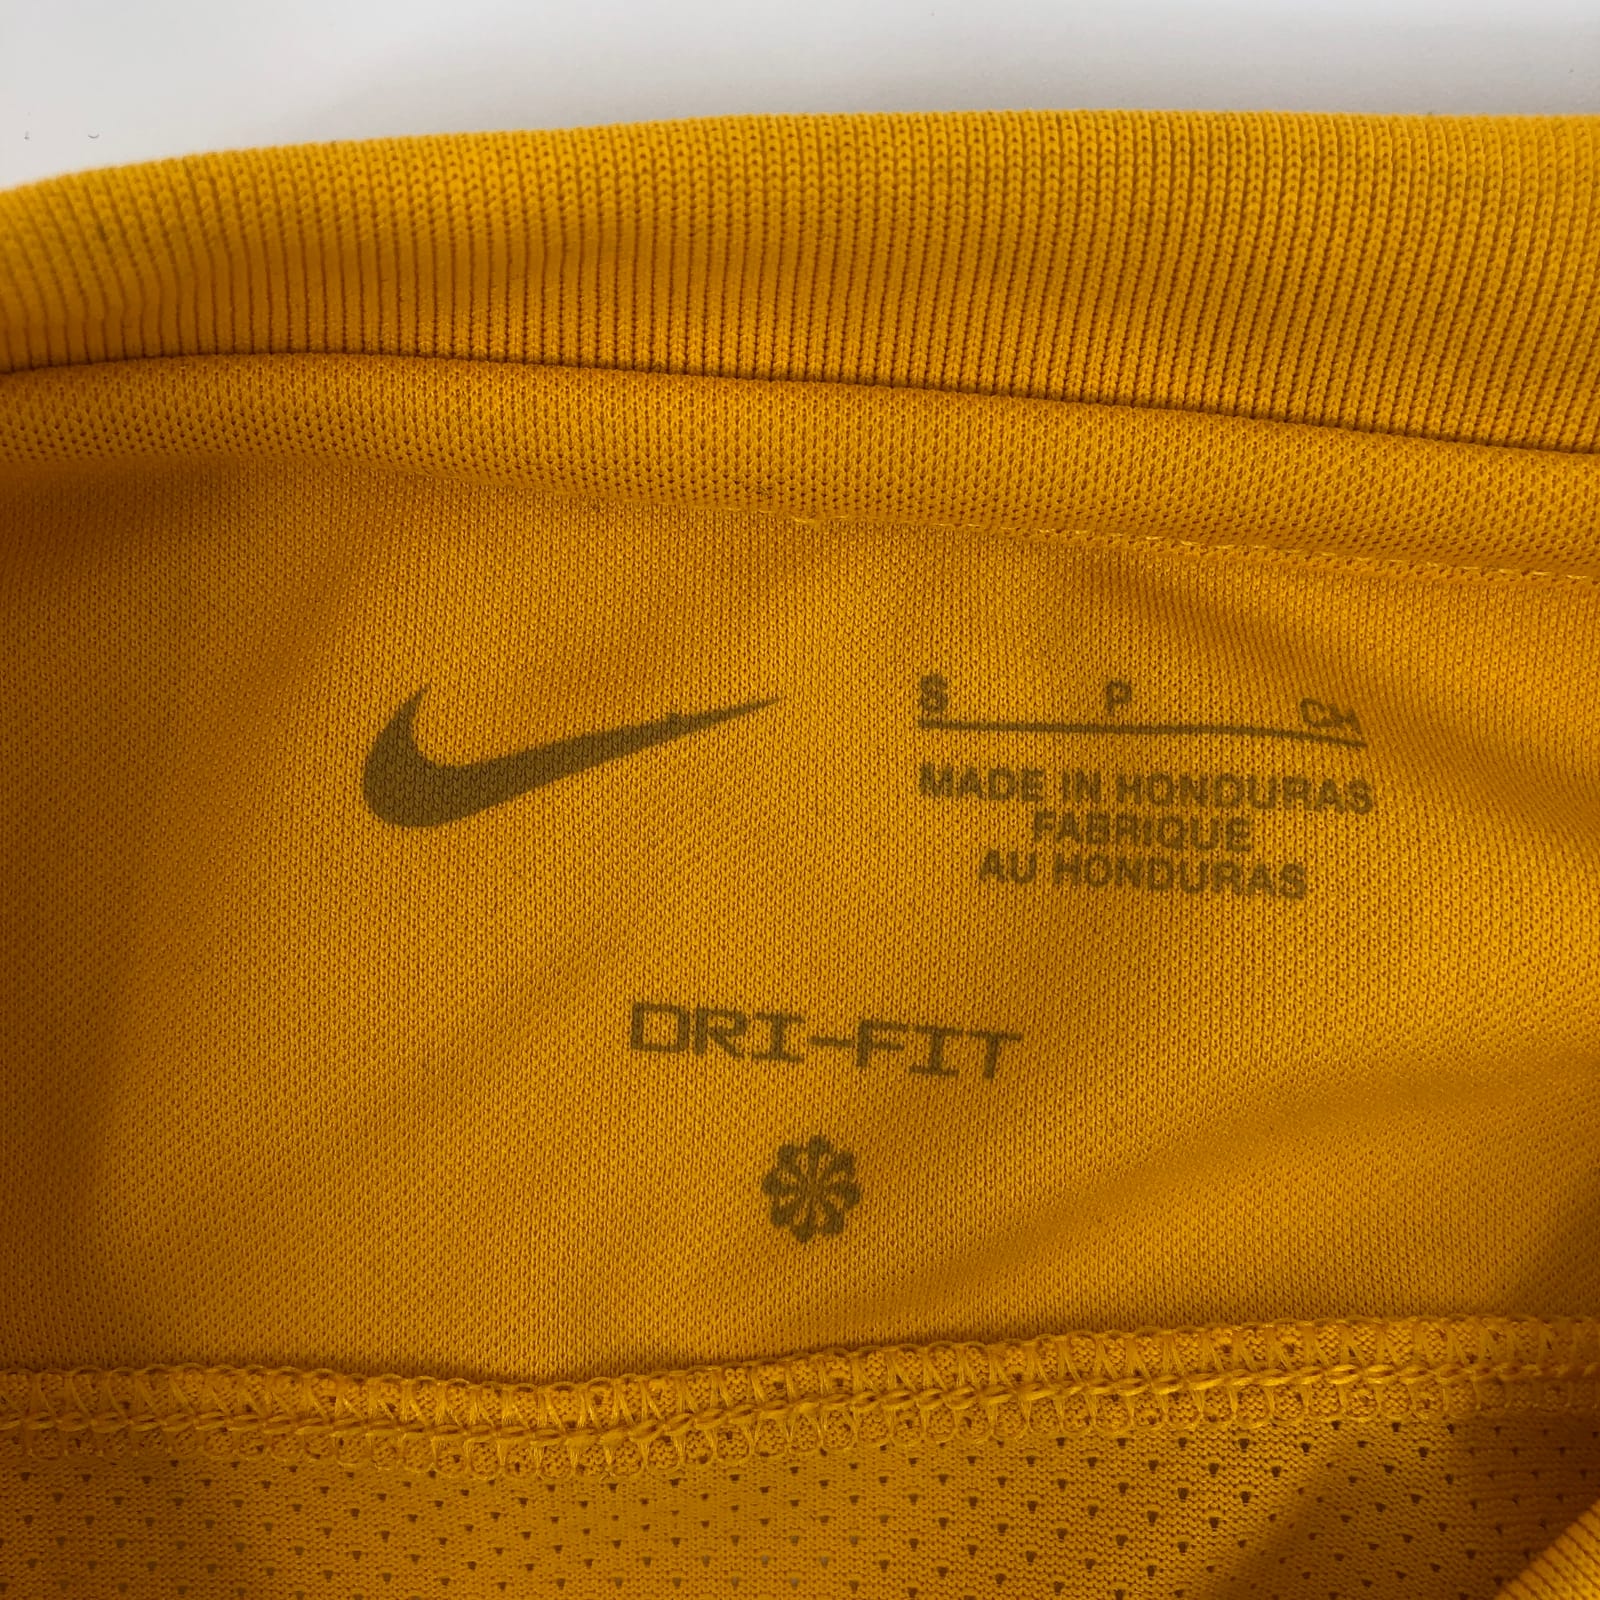 S P CH
MADE IN HONDURAS
FABRIQUE
AU HONDURAS
DRI-FIT